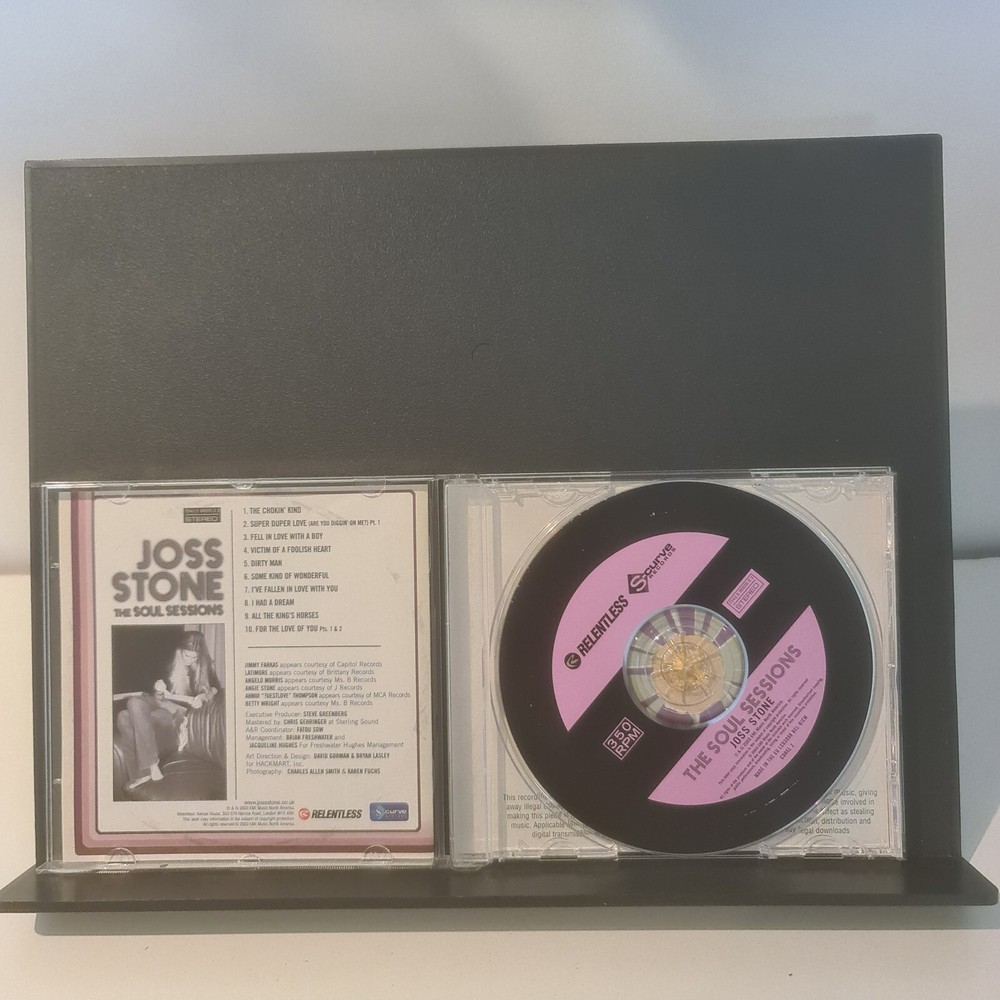 STEREO
JOSS
STONE
THE SOUL SESSIONS
1. THE CHOKIN' KIND
2. SUPER DUPER LOVE (ARE YOU DIGGIN' ON ME?) Pt. 1
3. FELL IN LOVE WITH A BOY
4. VICTIM OF A FOOLISH HEART
5. DIRTY MAN
6. SOME KIND OF WONDERFUL
7. I'VE FALLEN IN LOVE WITH YOU
8. I HAD A DREAM
9. ALL THE KING'S HORSES
10. FOR THE LOVE OF YOU Pts. 1 & 2
JIMMY FARKAS appears courtesy of Capitol Records
LATIMORE appears courtesy of Brittany Records
ANGELO MORRIS appears courtesy Ms. B Records
ANGIE STONE appears courtesy of J Records
AHMIR "?UESTLOVE" THOMPSON appears courtesy of MCA Records
BETTY WRIGHT appears courtesy Ms. B Records
Executive Producer: STEVE GREENBERG
Mastered by: CHRIS GEHRINGER at Sterling Sound
A&R Coordinator: FATOU SOW
Management: BRIAN FRESHWATER and
JACQUELINE HUGHES For Freshwater Hughes Management
Art Direction & Design: DAVID GORMAN & BRYAN LASLEY
for HACKMART, Inc.
Photography: CHARLES ALLEN SMITH & KAREN FUCHS
www.jossstone.co.uk
RELENTLESS
S-curve
RELENTLESS
S-curve
RECORDS
STEREO
35.0
RPM
THE SOUL SESSIONS
JOSS STONE
This record
music, giving
away illegal
involved in
making this
as stealing
music. Applicable
distribution and
digital
legal downloads